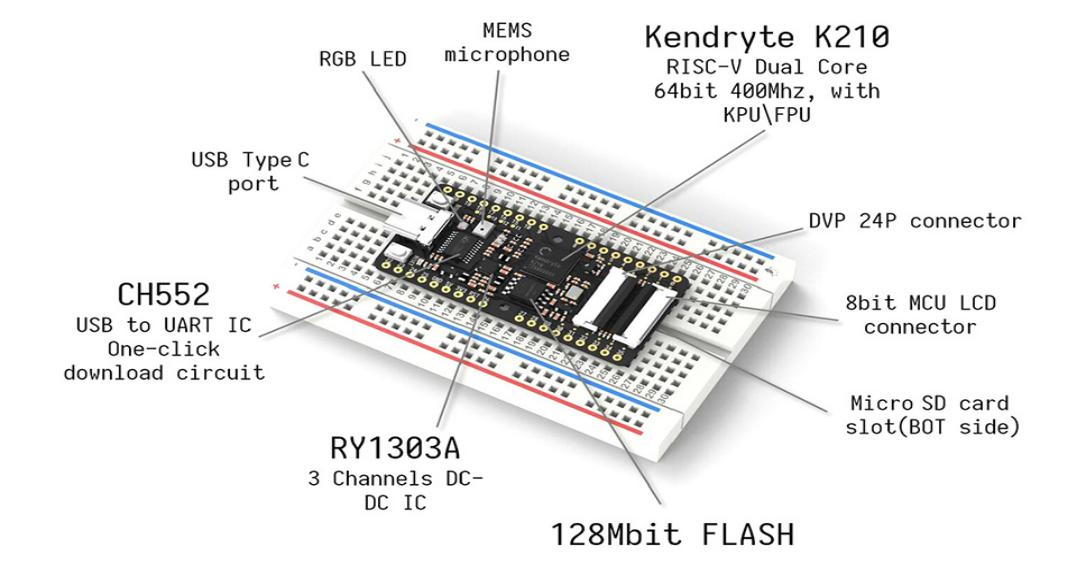 MEMS
microphone
RGB LED
Kendryte K210
RISC-V Dual Core
64bit 400Mhz, with
KPU\FPU
USB Type C
port
DVP 24P connector
CH552
USB to UART IC
One-click
download circuit
8bit MCU LCD
connector
Micro SD card
slot(BOT side)
RY1303A
3 Channels DC-
DC IC
128Mbit FLASH